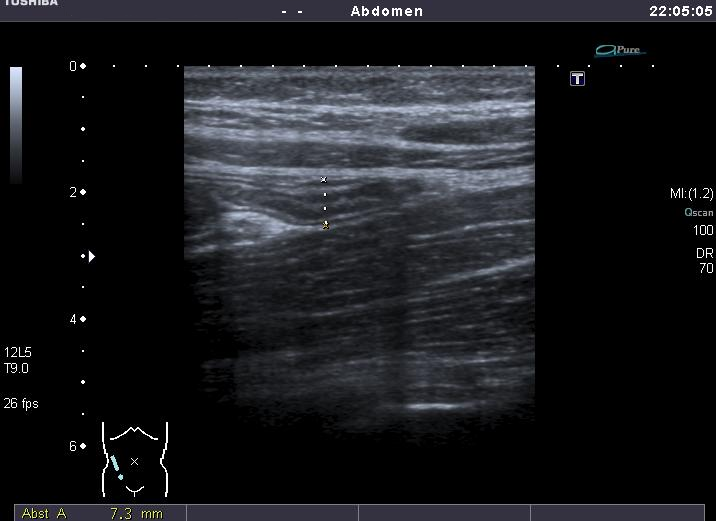 TOSHIBA
- - Abdomen 22:05:05
aPure
T
0
2
4
6
MI:(1.2)
Qscan
100
DR
70
12L5
T9.0
26 fps
Abst A 7.3 mm